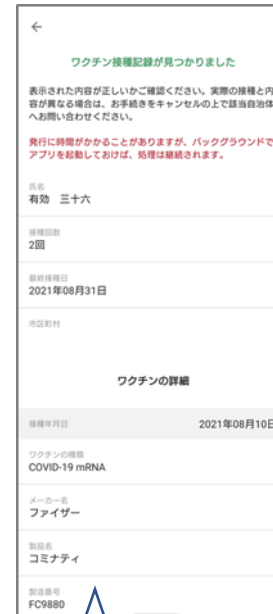 ワクチン接種記録が見つかりました
表示された内容が正しいかご確認ください。実際の接種と内
容が異なる場合は、お手続きをキャンセルの上で該当自治体
へお問い合わせください。
発行に時間がかかることがありますが、バックグラウンドで
アプリを起動しておけば、処理は継続されます。
氏名
有効 三十六
接種回数
2回
最終接種日
2021年08月31日
市区町村
ワクチンの詳細
接種年月日 2021年08月10日
ワクチンの種類
COVID-19 mRNA
メーカー名
ファイザー
製品名
コミナティ
製造番号
FC9880